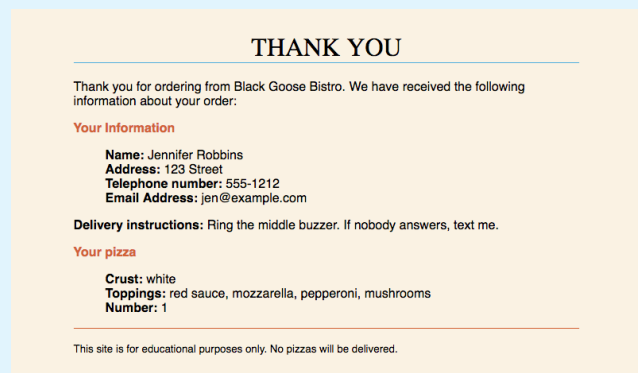 THANK YOU
Thank you for ordering from Black Goose Bistro. We have received the following
information about your order:
Your Information
Name: Jennifer Robbins
Address: 123 Street
Telephone number: 555-1212
Email Address: jen@example.com
Delivery instructions: Ring the middle buzzer. If nobody answers, text me.
Your pizza
Crust: white
Toppings: red sauce, mozzarella, pepperoni, mushrooms
Number: 1
This site is for educational purposes only. No pizzas will be delivered.